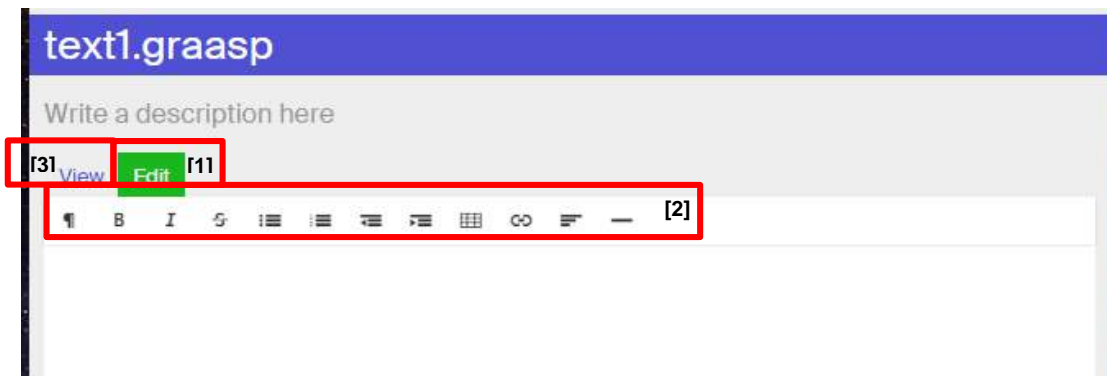 text1.graasp
Write a description here
[3] View Edit [1]
¶ B I S [2]